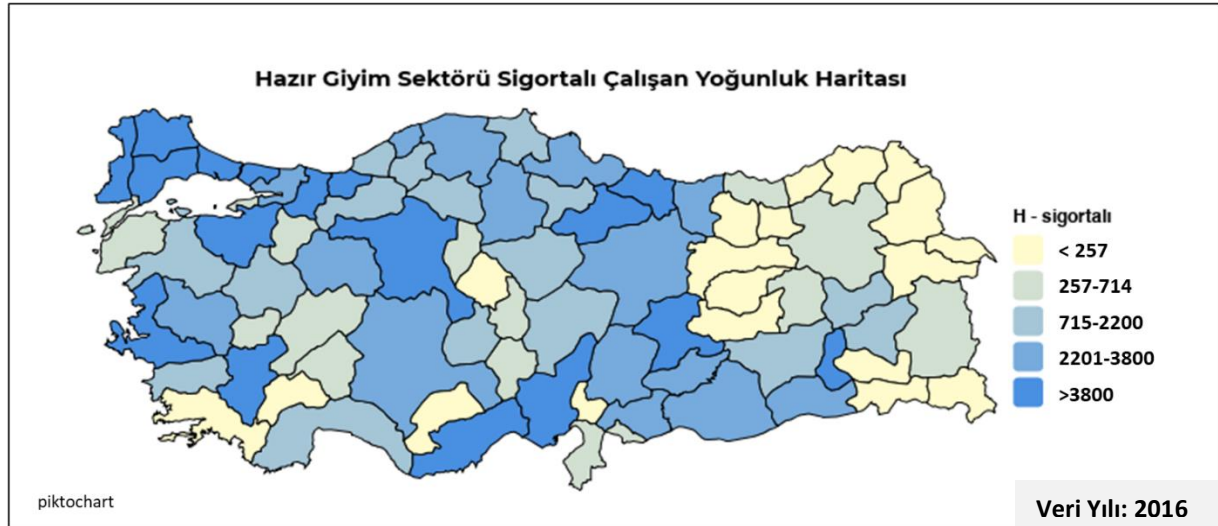 Hazır Giyim Sektörü Sigortalı Çalışan Yoğunluk Haritası
H - sigortalı
< 257
257-714
715-2200
2201-3800
>3800
piktochart
Veri Yılı: 2016